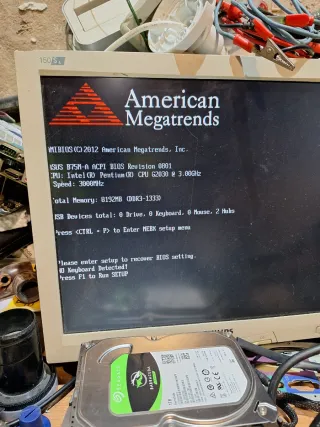 American
Megatrends
AMIBIOS(C)2012 American Megatrends, Inc.
ASUS B75M-A ACPI BIOS Revision 0801
CPU: Intel(R) Pentium(R) CPU G2030 @ 3.00GHz
Speed: 3000MHz
Total Memory: 8192MB (DDR3-1333)
USB Devices total: 0 Drive, 0 Keyboard, 0 Mouse, 2 Hubs
Press <CTRL + P> to Enter MEBX setup menu
Please enter setup to recover BIOS setting.
NO Keyboard Detected!
Press F1 to Run SETUP
SEAGATE
BARRACUDA